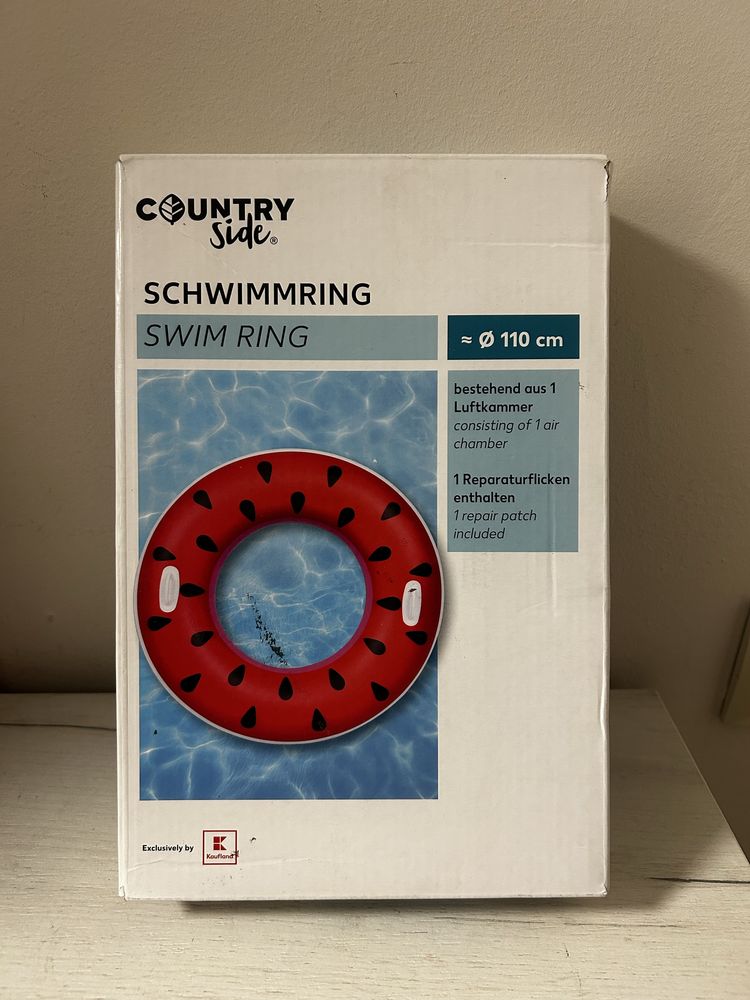 COUNTRY
Side®
SCHWIMMRING
SWIM RING
≈ Ø 110 cm
bestehend aus 1
Luftkammer
consisting of 1 air
chamber
1 Reparaturflicken
enthalten
1 repair patch
included
Exclusively by
K
Kaufland